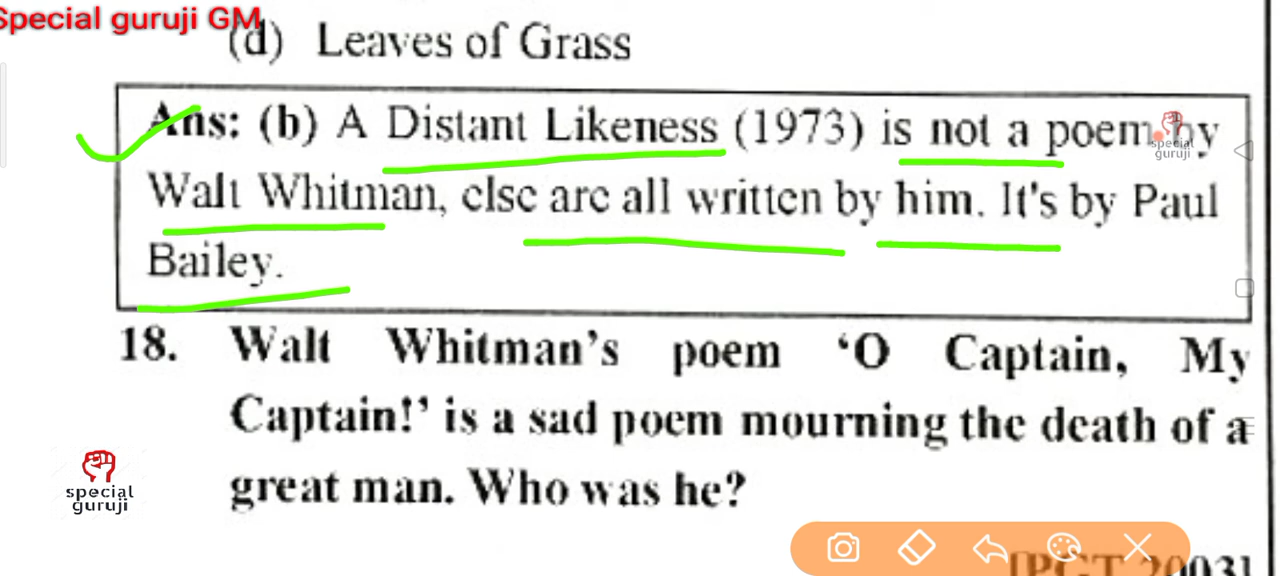 Special guruji GM
(d) Leaves of Grass
Ans: (b) A Distant Likeness (1973) is not a poem by
Walt Whitman, else are all written by him. It's by Paul
Bailey.
special
guruji
18. Walt Whitman's poem 'O Captain, My
Captain!' is a sad poem mourning the death of a
great man. Who was he?
special
guruji
[PGT 2003]